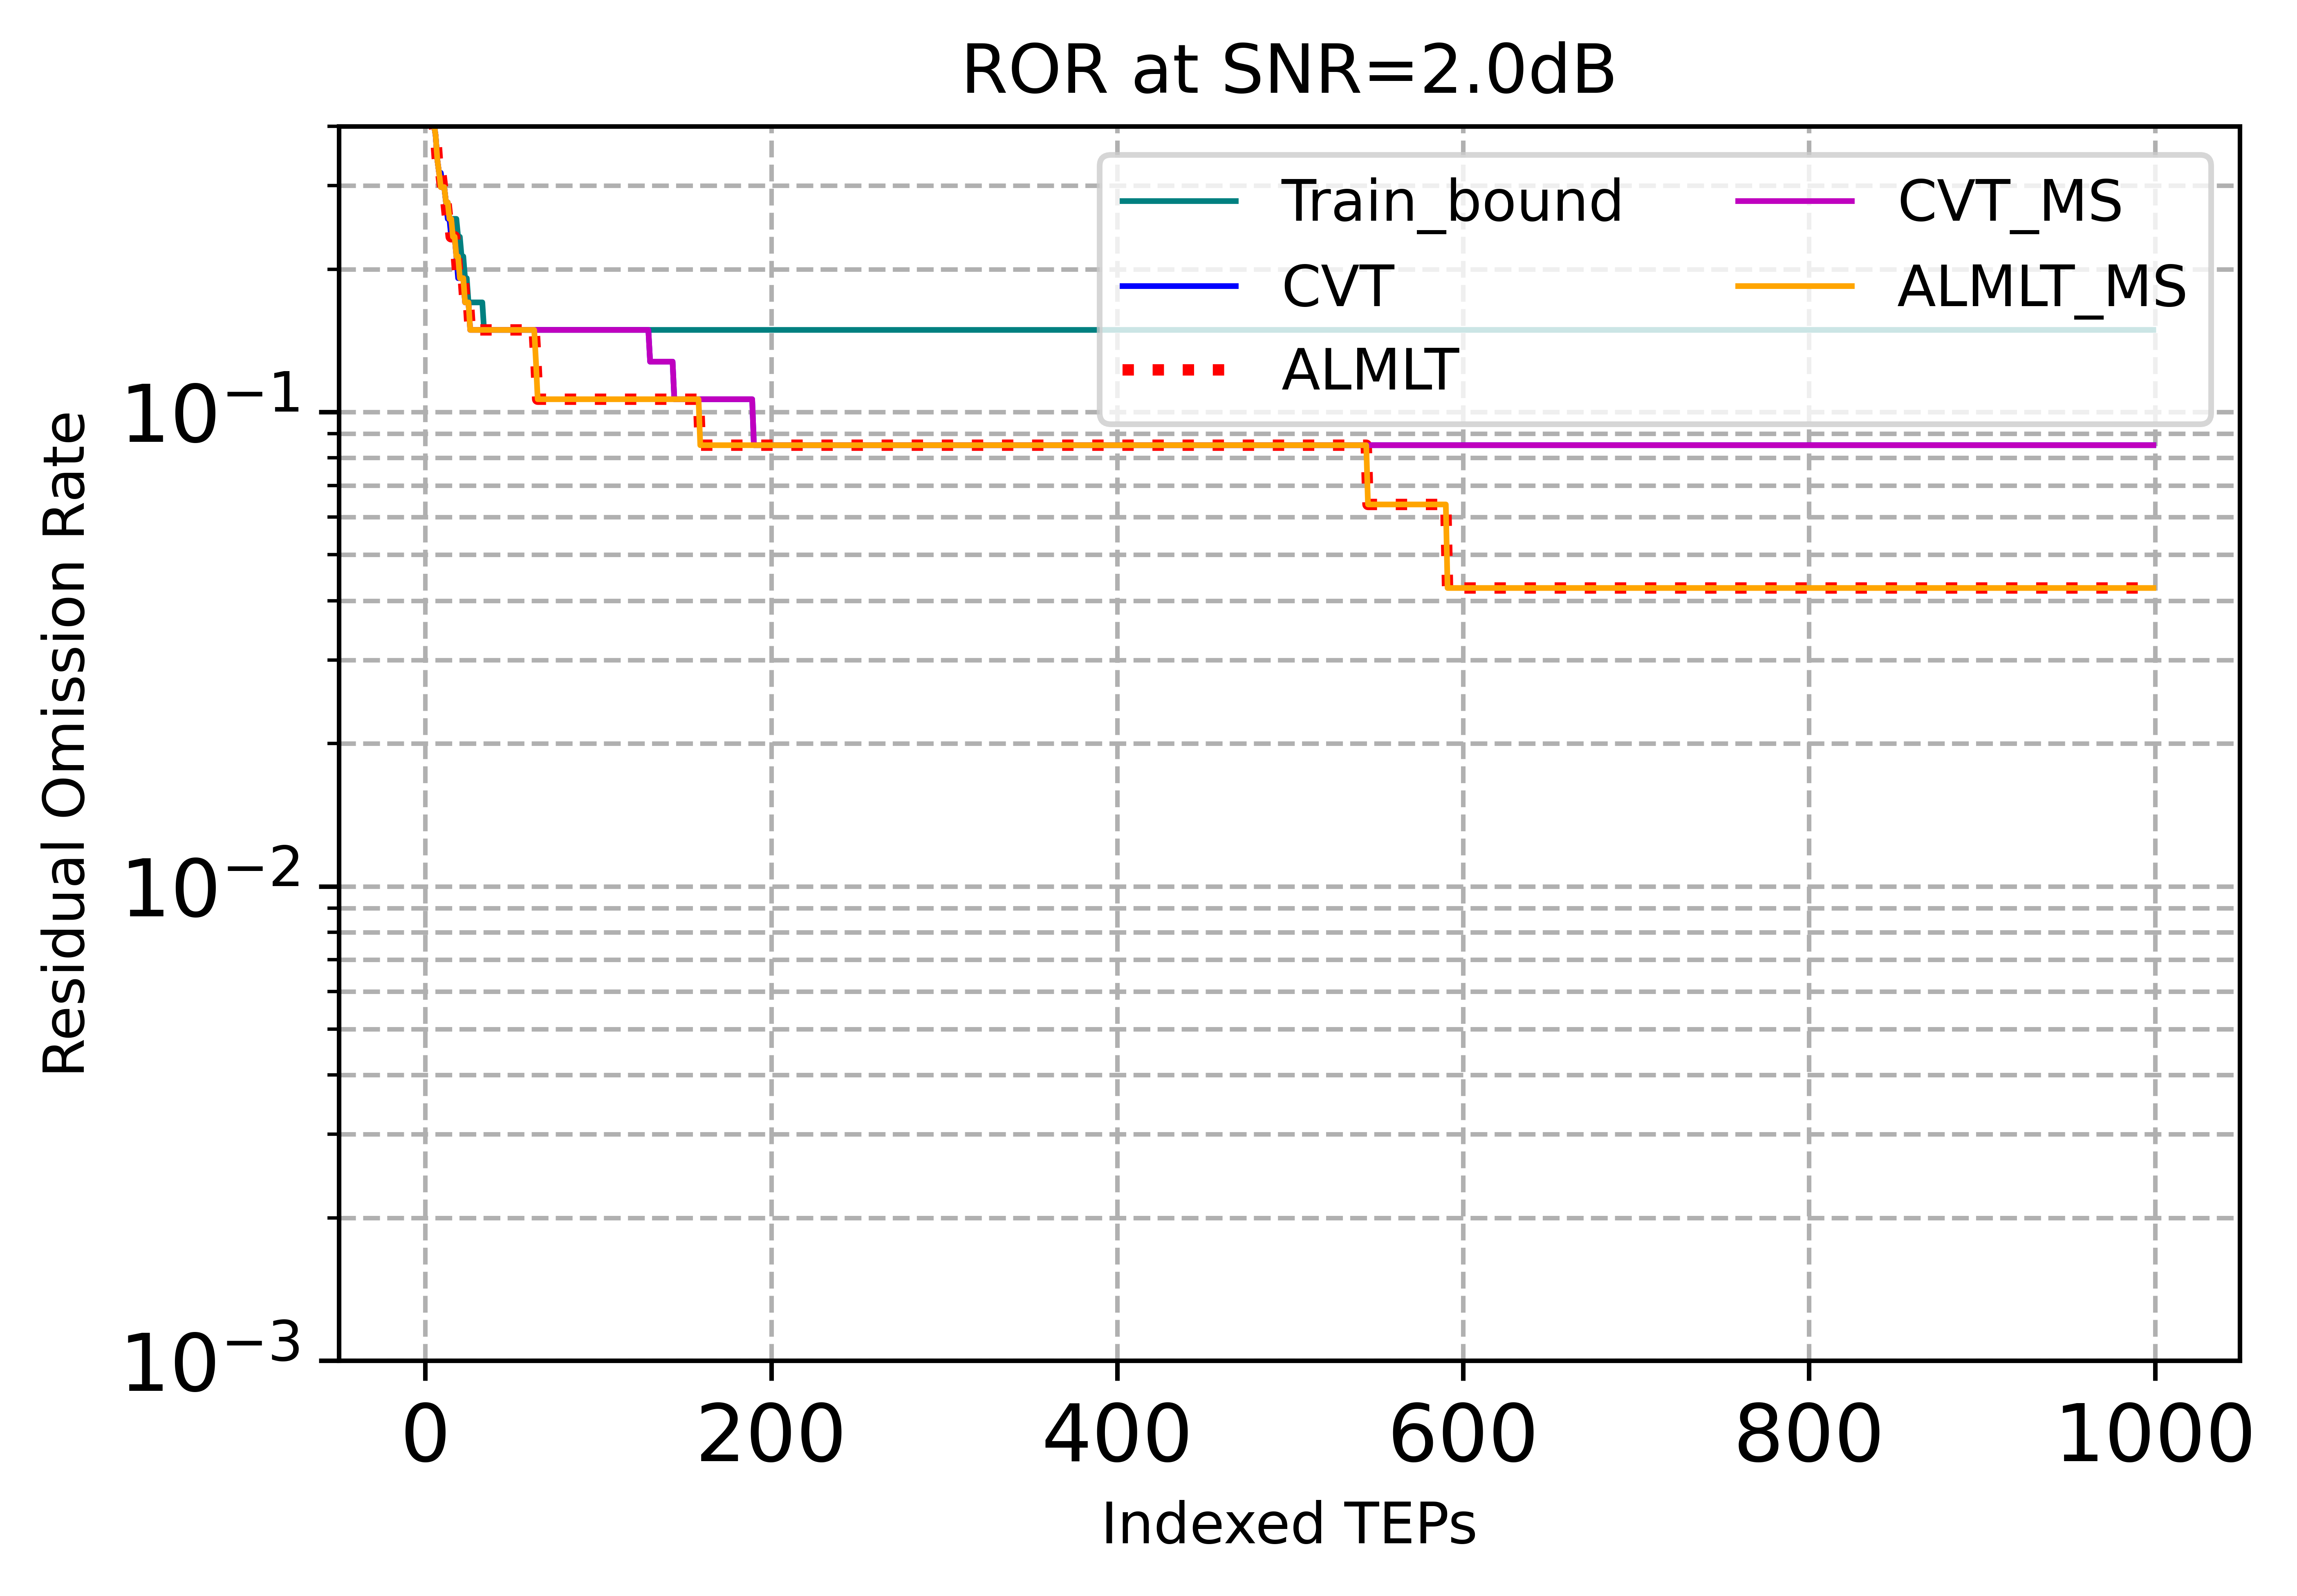 ROR at SNR=2.0dB
Train_bound
CVT
ALMLT
CVT_MS
ALMLT_MS
Residual Omission Rate
10⁻¹
10⁻²
10⁻³
0 200 400 600 800 1000
Indexed TEPs